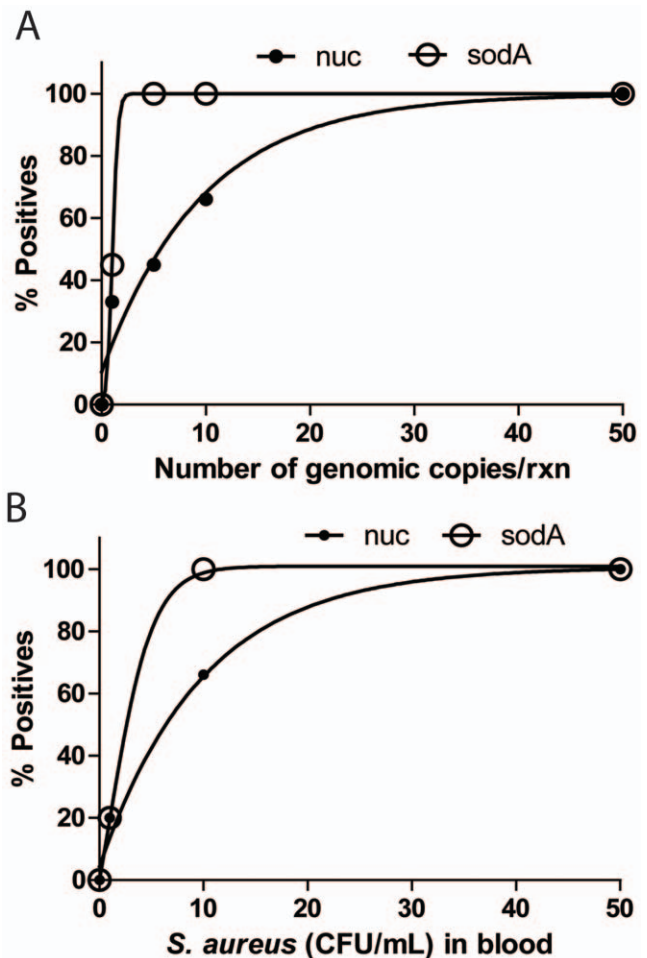 A
nuc sodA
100
80
60
40
20
0
% Positives
0 10 20 30 40 50
Number of genomic copies/rxn
B
nuc sodA
100
80
60
40
20
0
% Positives
0 10 20 30 40 50
S. aureus (CFU/mL) in blood